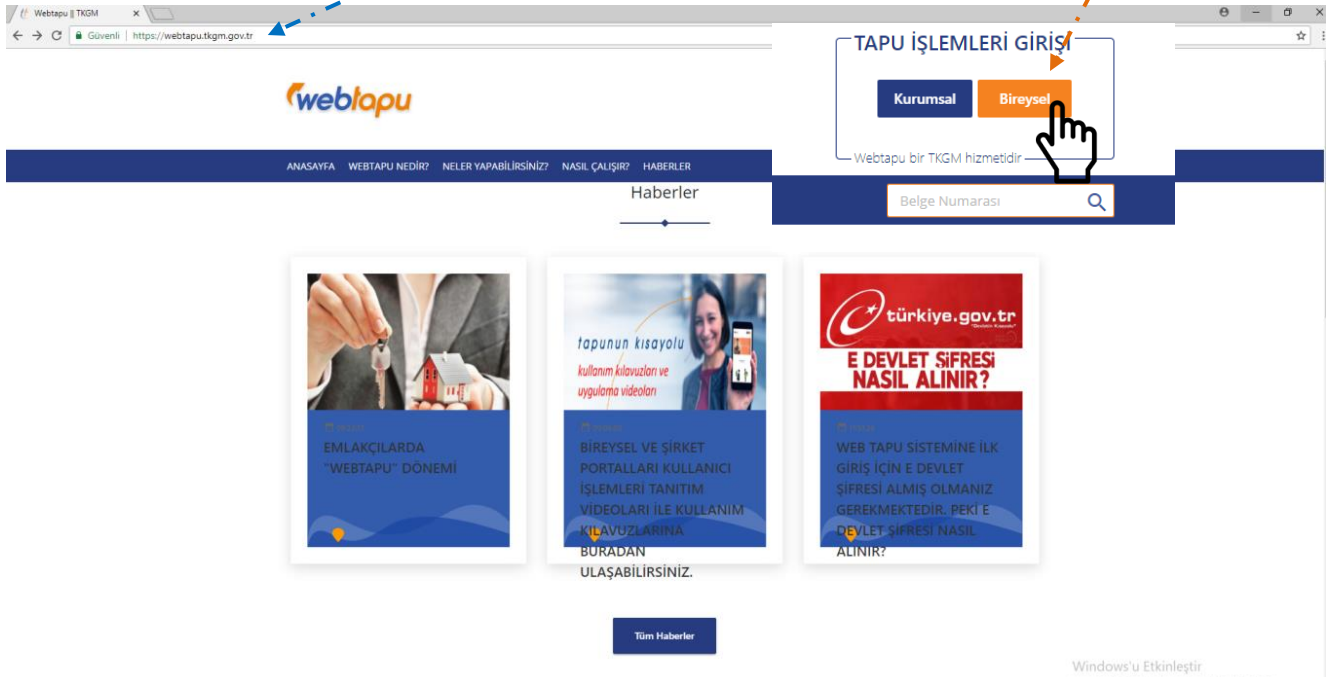 Webtapu || TKGM
Güvenli | https://webtapu.tkgm.gov.tr
TAPU İŞLEMLERİ GİRİŞİ
Kurumsal
Bireysel
Webtapu bir TKGM hizmetidir
webtapu
ANASAYFA WEBTAPU NEDİR? NELER YAPABİLİRSİNİZ? NASIL ÇALIŞIR? HABERLER
Belge Numarası
Haberler
EMLAKÇILARDA
"WEBTAPU" DÖNEMİ
tapunun kısayolu
kullanım kılavuzları ve
uygulama videoları
BİREYSEL VE ŞİRKET
PORTALLARI KULLANICI
İŞLEMLERİ TANITIM
VİDEOLARI İLE KULLANIM
KILAVUZLARINA
BURADAN
ULAŞABİLİRSİNİZ.
türkiye.gov.tr
E DEVLET ŞİFRESİ
NASIL ALINIR?
WEB TAPU SİSTEMİNE İLK
GİRİŞ İÇİN E DEVLET
ŞİFRESİ ALMIŞ OLMANIZ
GEREKMEKTEDİR. PEKİ E
DEVLET ŞİFRESİ NASIL
ALINIR?
Tüm Haberler
Windows'u Etkinleştir